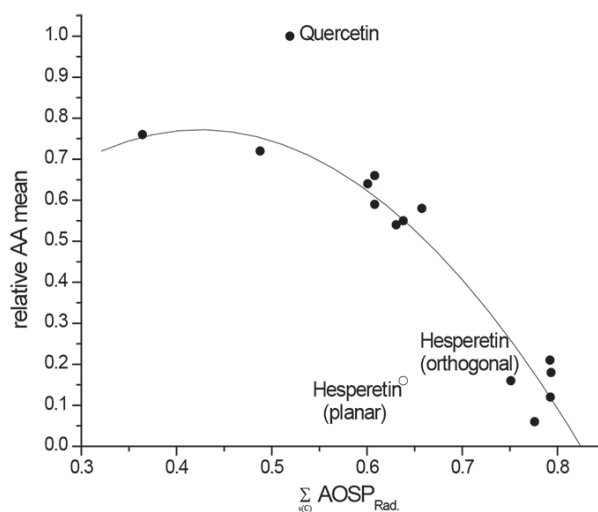 1.0
Quercetin
0.9
0.8
0.7
0.6
0.5
0.4
0.3
0.2
0.1
0.0
relative AA mean
Hesperetin
(orthogonal)
Hesperetin
(planar)
0.3 0.4 0.5 0.6 0.7 0.8
Σ AOSP Rad.
s(C)